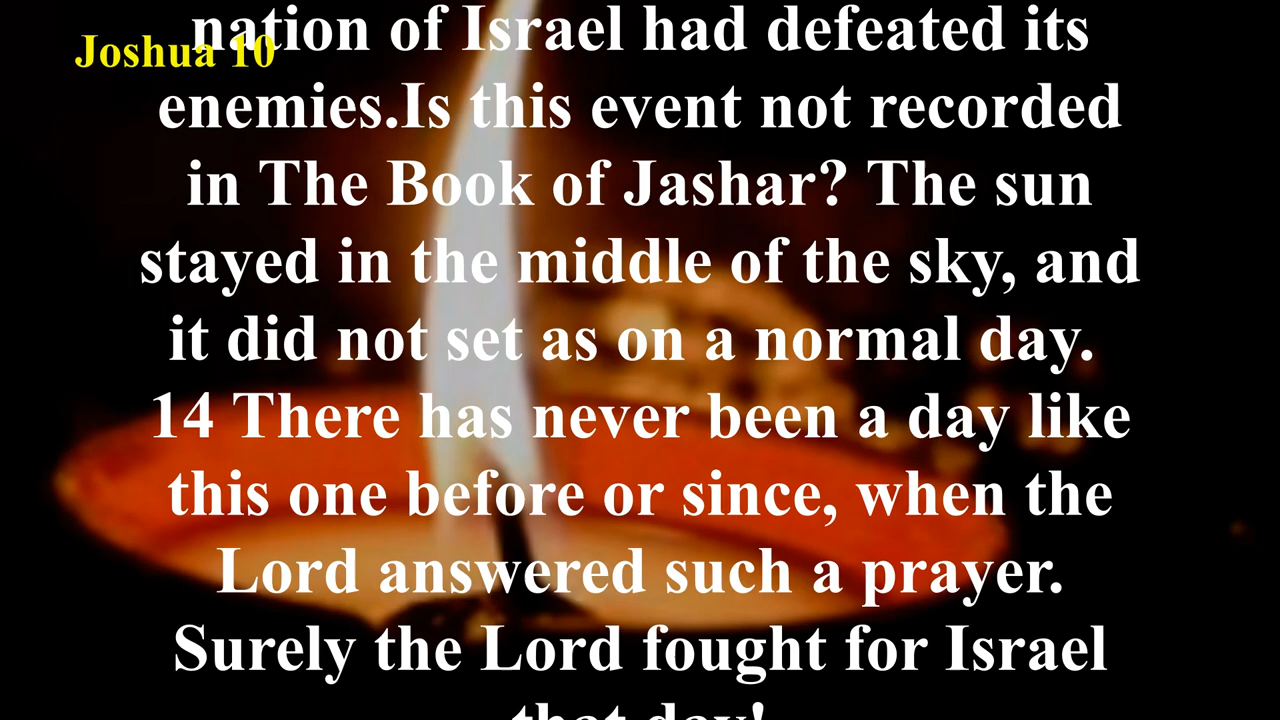 Joshua 10
nation of Israel had defeated its
enemies.Is this event not recorded
in The Book of Jashar? The sun
stayed in the middle of the sky, and
it did not set as on a normal day.
14 There has never been a day like
this one before or since, when the
Lord answered such a prayer.
Surely the Lord fought for Israel
that day!